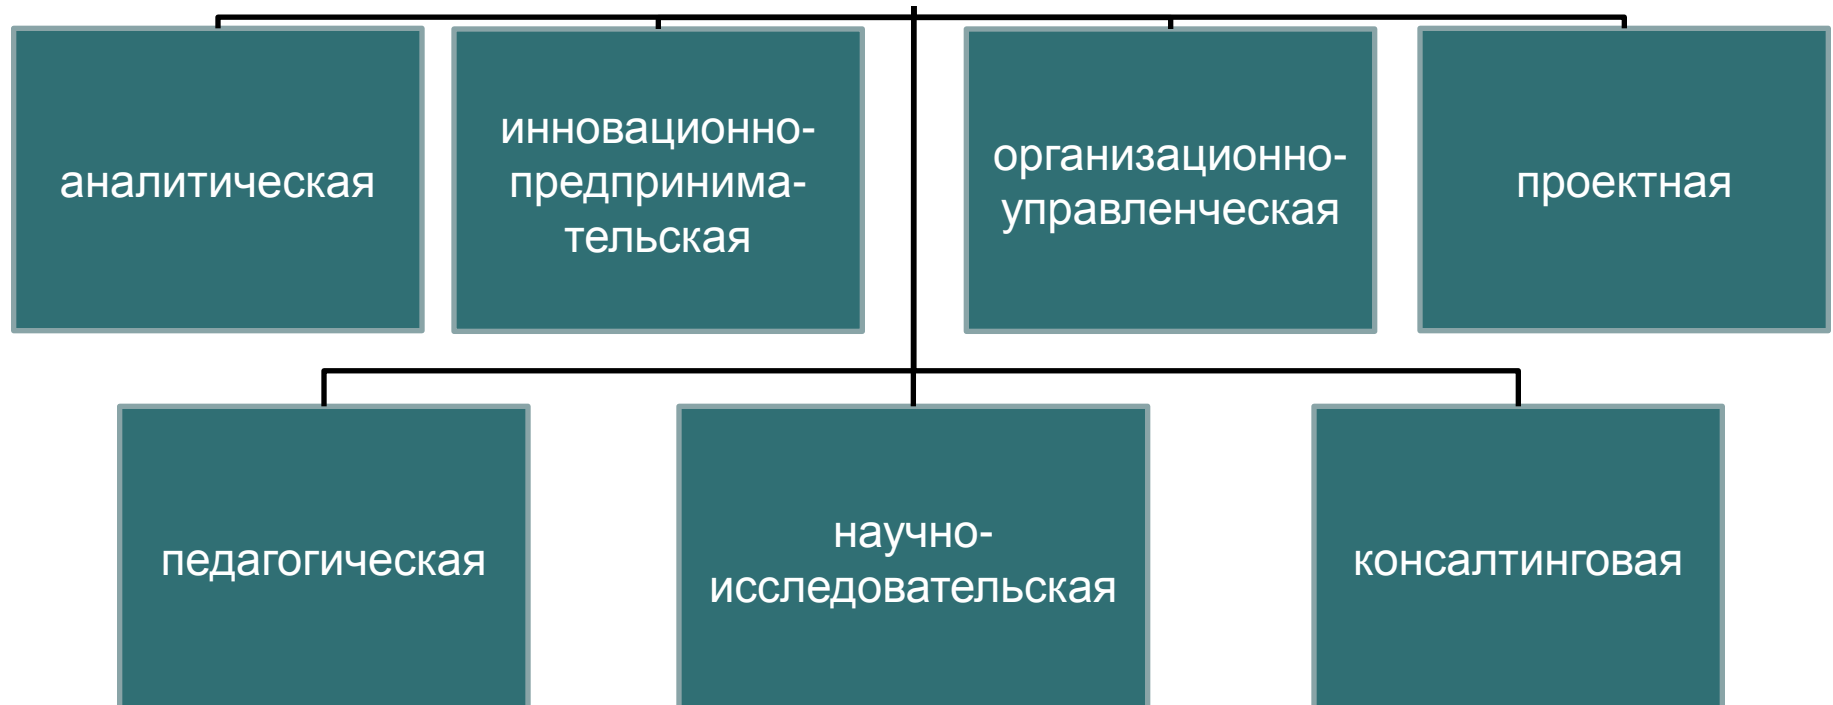 аналитическая
инновационно-
предпринима-
тельская
организационно-
управленческая
проектная
педагогическая
научно-
исследовательская
консалтинговая